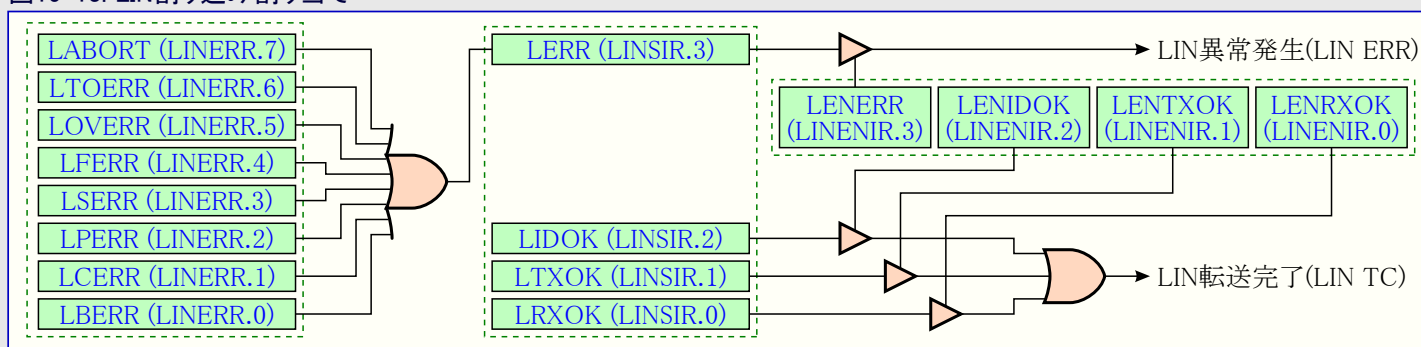 LABORT (LINERR.7)
LTOERR (LINERR.6)
LOVERR (LINERR.5)
LFERR (LINERR.4)
LSERR (LINERR.3)
LPERR (LINERR.2)
LCERR (LINERR.1)
LBERR (LINERR.0)
LERR (LINSIR.3)
LIDOK (LINSIR.2)
LTXOK (LINSIR.1)
LRXOK (LINSIR.0)
LIN異常発生(LIN ERR)
LENERR
(LINENIR.3)
LENIDOK
(LINENIR.2)
LENTXOK
(LINENIR.1)
LENRXOK
(LINENIR.0)
LIN転送完了(LIN TC)